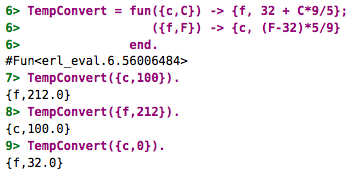 6> TempConvert = fun({c,C}) -> {f, 32 + C*9/5};
6>                 ({f,F}) -> {c, (F-32)*5/9}
6>              end.
#Fun<erl_eval.6.56006484>
7> TempConvert({c,100}).
{f,212.0}
8> TempConvert({f,212}).
{c,100.0}
9> TempConvert({c,0}).
{f,32.0}